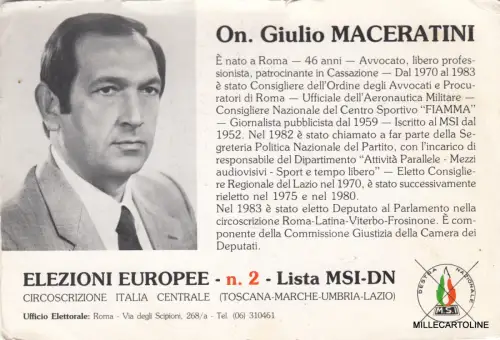 On. Giulio MACERATINI
È nato a Roma — 46 anni — Avvocato, libero profes-
sionista, patrocinante in Cassazione — Dal 1970 al 1983
è stato Consigliere dell'Ordine degli Avvocati e Procu-
ratori di Roma — Ufficiale dell'Aeronautica Militare —
Consigliere Nazionale del Centro Sportivo "FIAMMA"
— Giornalista pubblicista dal 1959 — Iscritto al MSI dal
1952. Nel 1982 è stato chiamato a far parte della Se-
greteria Politica Nazionale del Partito, con l'incarico di
responsabile del Dipartimento "Attività Parallele - Mezzi
audiovisivi - Sport e tempo libero" — Eletto Consiglie-
re Regionale del Lazio nel 1970, è stato successivamente
rieletto nel 1975 e nel 1980.
Nel 1983 è stato eletto Deputato al Parlamento nella
circoscrizione Roma-Latina-Viterbo-Frosinone. È com-
ponente della Commissione Giustizia della Camera dei
Deputati.
ELEZIONI EUROPEE - n. 2 - Lista MSI-DN
CIRCOSCRIZIONE ITALIA CENTRALE (TOSCANA-MARCHE-UMBRIA-LAZIO)
Ufficio Elettorale: Roma - Via degli Scipioni, 268/a - Tel. (06) 310461
DESTRA NAZIONALE
M.S.I.
MILLECARTOLINE